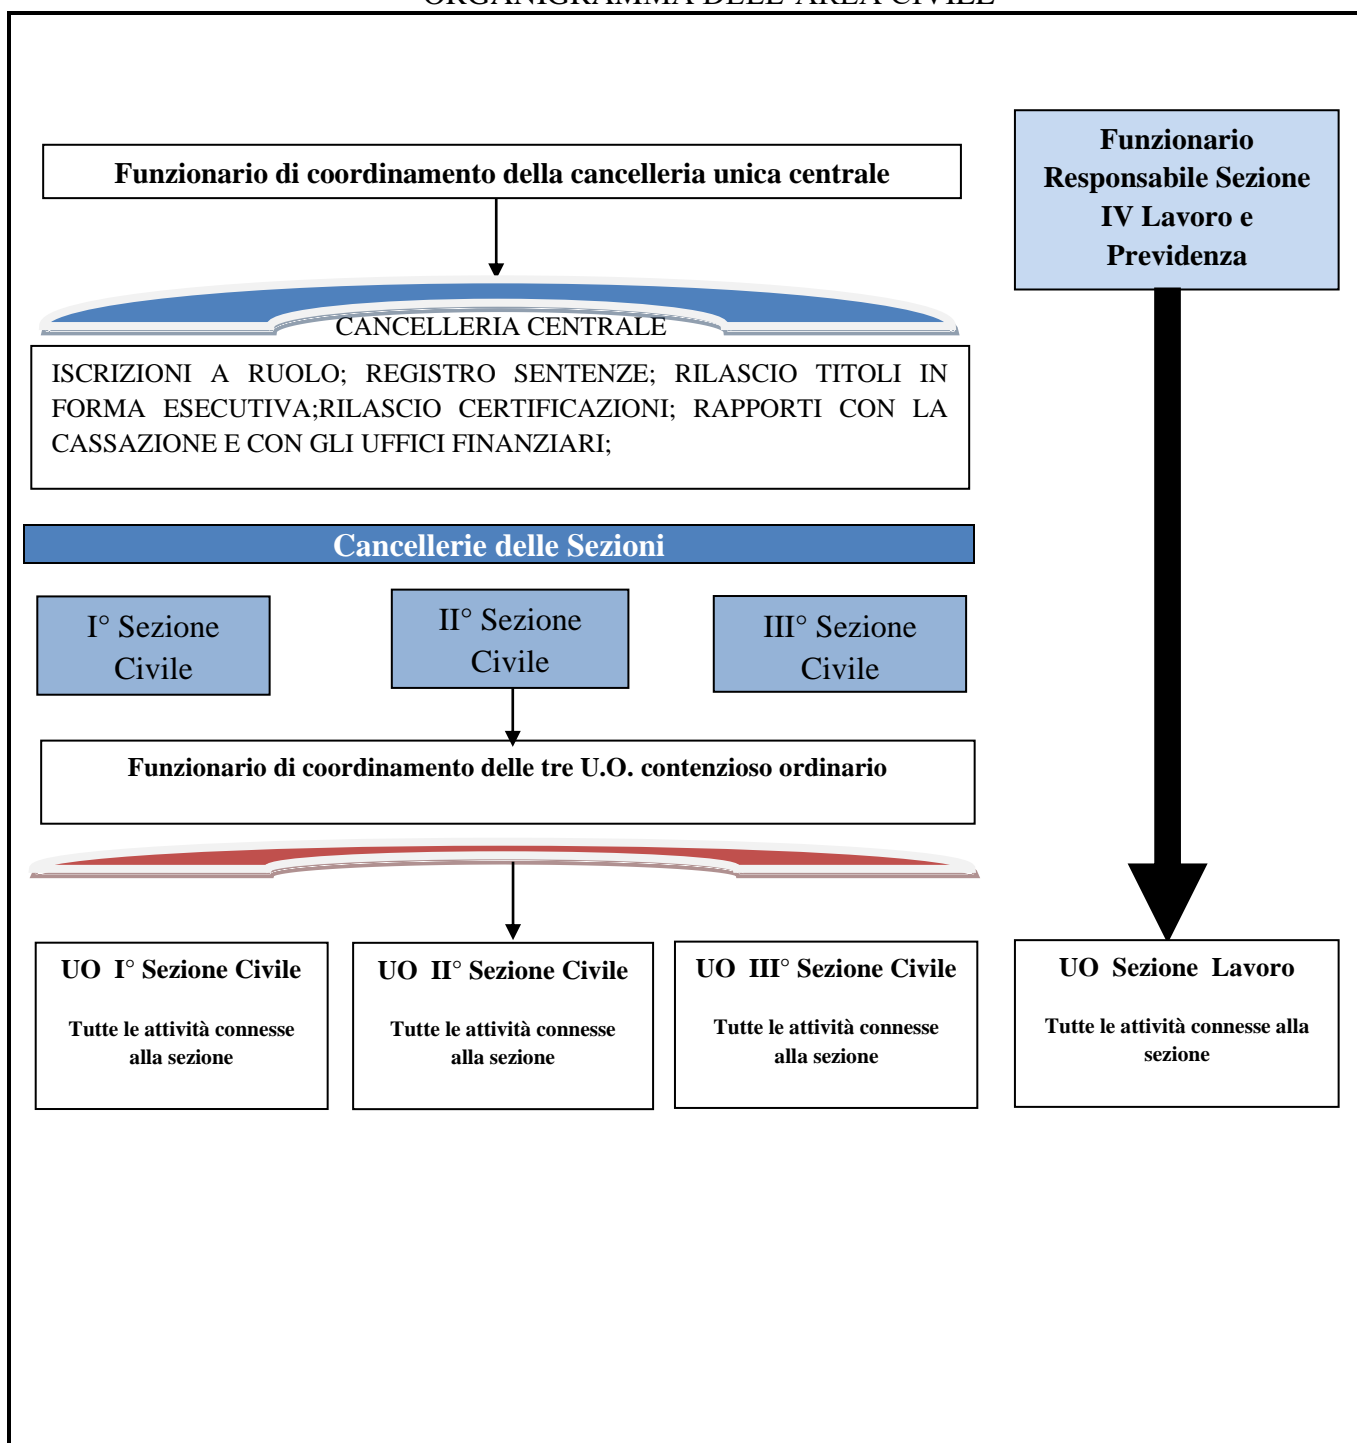 ORGANIGRAMMA DELL'AREA CIVILE
Funzionario di coordinamento della cancelleria unica centrale
Funzionario
Responsabile Sezione
IV Lavoro e
Previdenza
CANCELLERIA CENTRALE
ISCRIZIONI A RUOLO; REGISTRO SENTENZE; RILASCIO TITOLI IN
FORMA ESECUTIVA;RILASCIO CERTIFICAZIONI; RAPPORTI CON LA
CASSAZIONE E CON GLI UFFICI FINANZIARI;
Cancellerie delle Sezioni
I° Sezione
Civile
II° Sezione
Civile
III° Sezione
Civile
Funzionario di coordinamento delle tre U.O. contenzioso ordinario
UO I° Sezione Civile
Tutte le attività connesse
alla sezione
UO II° Sezione Civile
Tutte le attività connesse
alla sezione
UO III° Sezione Civile
Tutte le attività connesse
alla sezione
UO Sezione Lavoro
Tutte le attività connesse alla
sezione